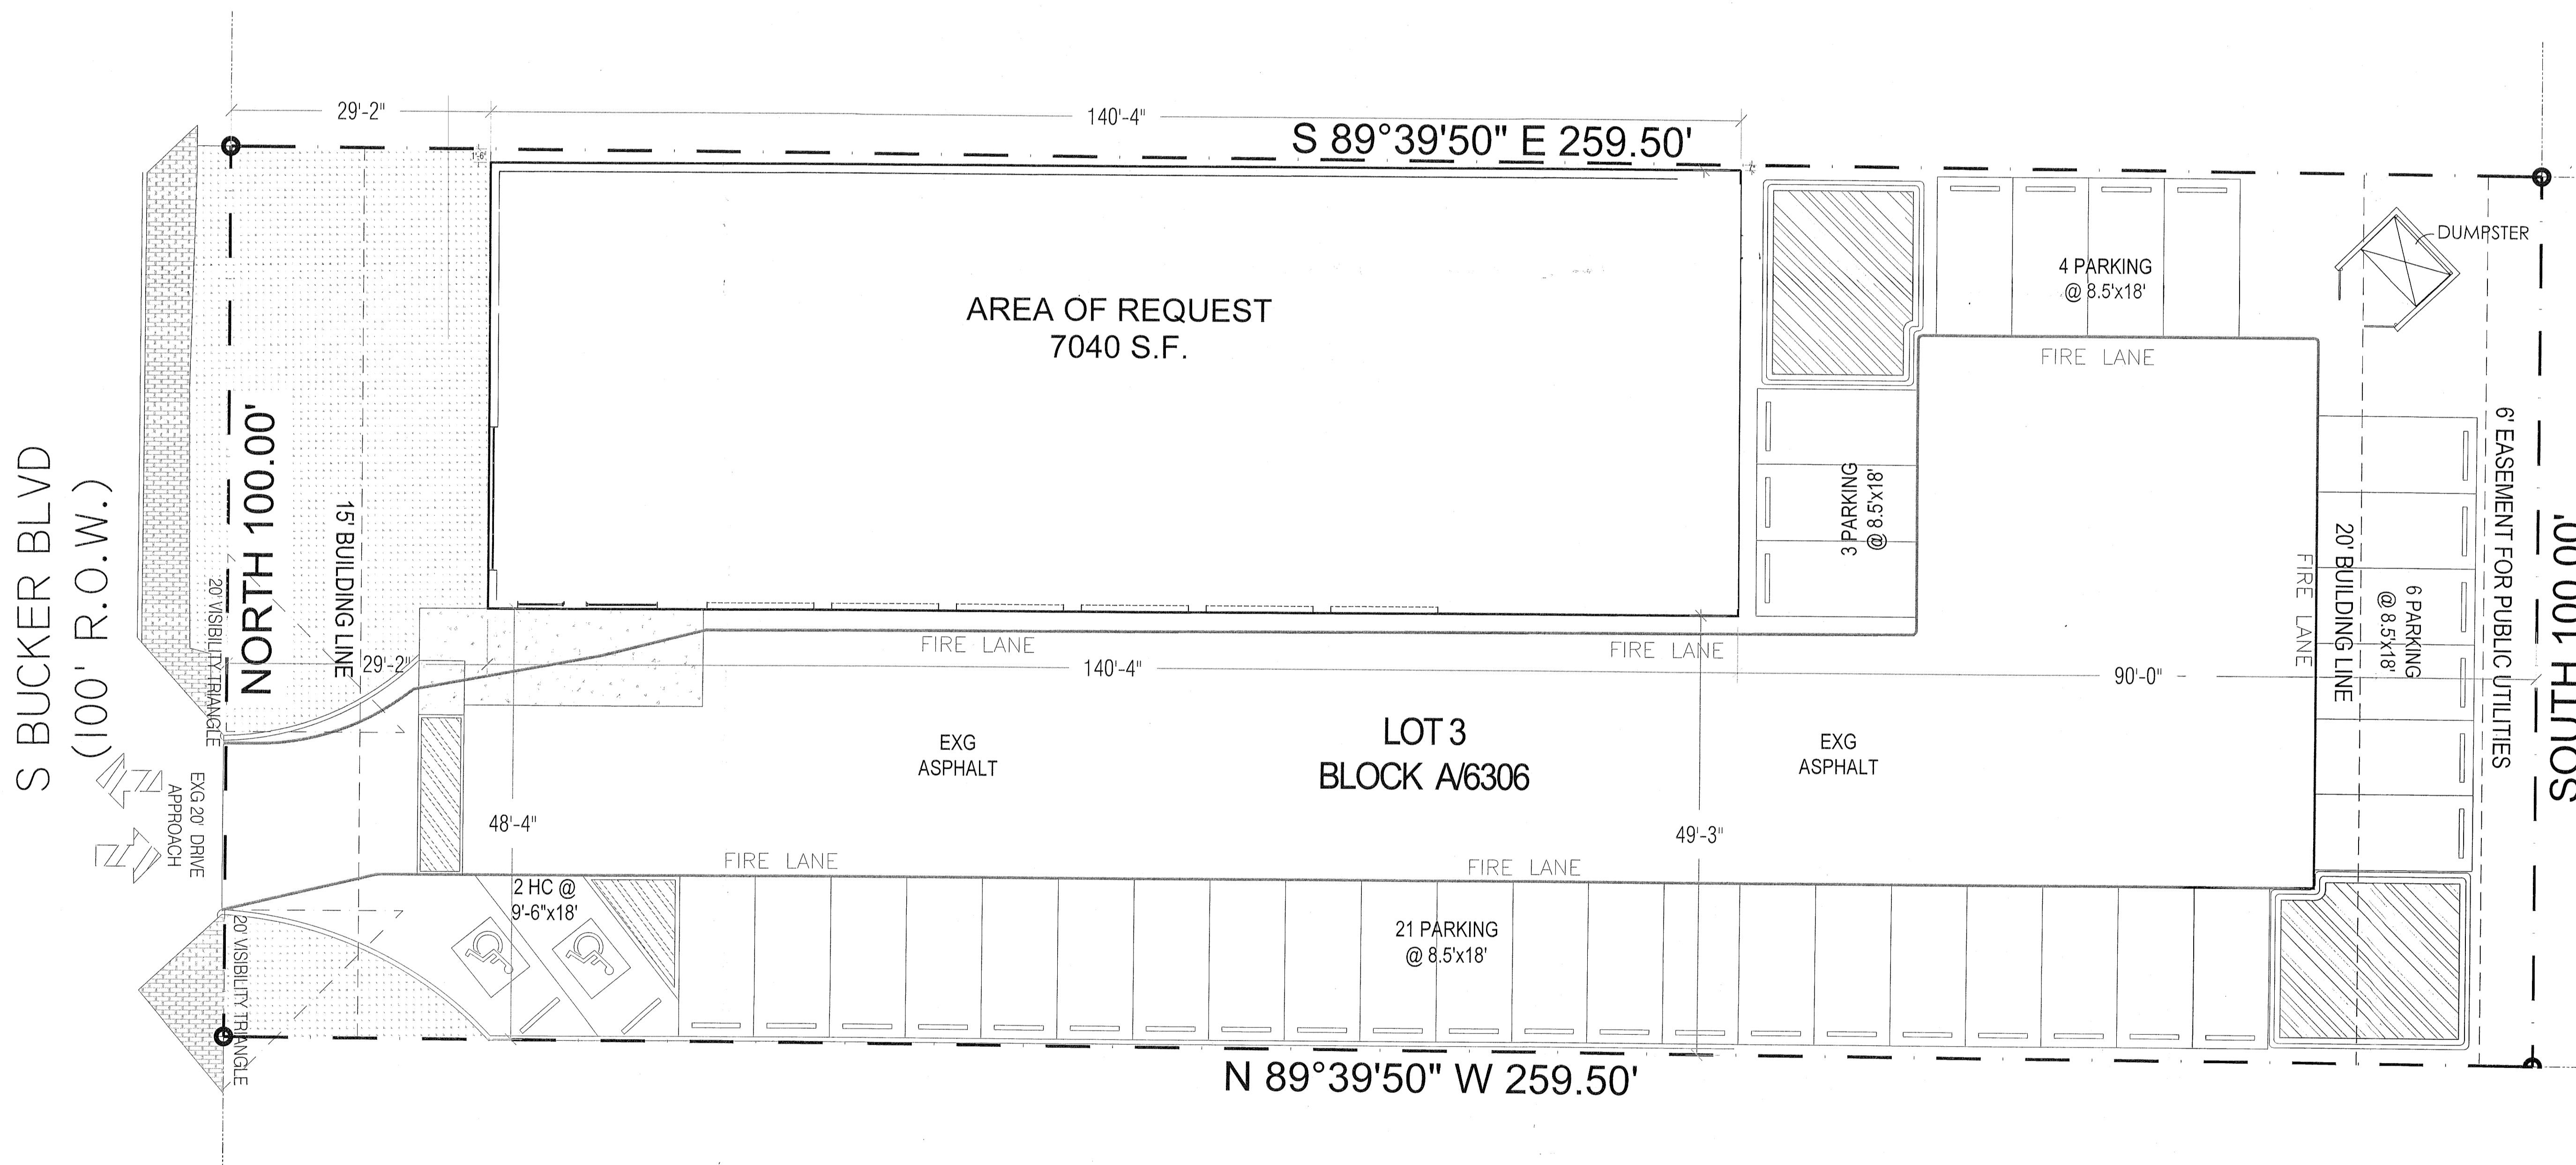 29'-2"
140'-4"
S 89°39'50" E 259.50'
1'-6"
DUMPSTER
4 PARKING
@ 8.5'x18'
AREA OF REQUEST
7040 S.F.
FIRE LANE
S BUCKER BLVD
(100' R.O.W.)
NORTH 100.00'
15' BUILDING LINE
20' VISIBILITY TRIANGLE
3 PARKING
@ 8.5'x18'
FIRE LANE
20' BUILDING LINE
6 PARKING
@ 8.5'x18'
6' EASEMENT FOR PUBLIC UTILITIES
SOUTH 100.00'
FIRE LANE
FIRE LANE
29'-2"
140'-4"
90'-0"
LOT 3
BLOCK A/6306
EXG
ASPHALT
EXG
ASPHALT
EXG 20' DRIVE
APPROACH
48'-4"
49'-3"
FIRE LANE
FIRE LANE
2 HC @
9'-6"x18'
21 PARKING
@ 8.5'x18'
20' VISIBILITY TRIANGLE
N 89°39'50" W 259.50'